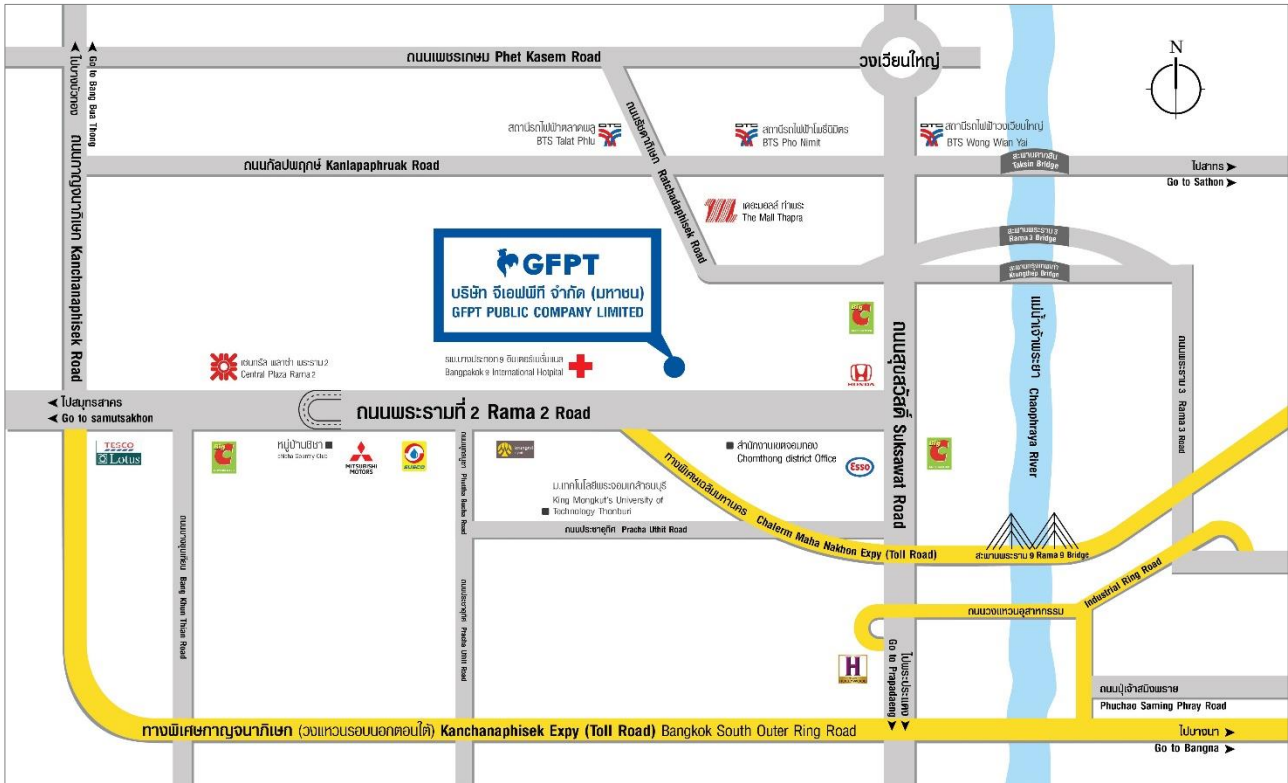 ถนนเพชรเกษม Phet Kasem Road
วงเวียนใหญ่
N
ไปบางบัวทอง
Go to Bang Bua Thong
ถนนกาญจนาภิเษก Kanchanaphisek Road
ถนนรัชดาภิเษก Ratchadaphisek Road
สถานีรถไฟฟ้าตลาดพลู
BTS Talat Phlu
BTS
สถานีรถไฟฟ้าโพธิ์นิมิตร
BTS Pho Nimit
BTS
สถานีรถไฟฟ้าวงเวียนใหญ่
BTS Wong Wian Yai
BTS
ถนนกัลปพฤกษ์ Kanlapaphruak Road
สะพานตากสิน
Taksin Bridge
ไปสาทร
Go to Sathon
เดอะมอลล์ ท่าพระ
The Mall Thapra
สะพานพระราม 3
Rama 3 Bridge
สะพานกรุงเทพฯ
Krungthep Bridge
GFPT
บริษัท จีเอฟพีที จำกัด (มหาชน)
GFPT PUBLIC COMPANY LIMITED
แม่น้ำเจ้าพระยา Chaophraya River
ถนนพระราม 3 Rama 3 Road
ถนนสุขสวัสดิ์ Suksawat Road
Big C
HONDA
เซนทรัล พลาซ่า พระราม 2
Central Plaza Rama 2
รพ.บางปะกอก 9 อินเตอร์เนชั่นแนล
Bangpakok 9 International Hotpital
ไปสมุทรสาคร
Go to samutsakhon
ถนนพระรามที่ 2 Rama 2 Road
TESCO
Lotus
Big C
หมู่บ้านชิชา
MITSUBISHI
MOTORS
SUSCO
สำนักงานเขตจอมทอง
Chomthong district Office
Esso
Big C
ม.เทคโนโลยีพระจอมเกล้าธนบุรี
King Mongkut's University of
Technology Thonburi
ถนนพุทธบูชา Phuttha Bucha Road
ทางพิเศษเฉลิมมหานคร Chalerm Maha Nakhon Expy (Toll Road)
ถนนประชาอุทิศ Pracha Uthit Road
สะพานพระราม 9 Rama 9 Bridge
ถนนบางขุนเทียน Bang Khun Thian Road
ถนนประชาอุทิศ Pracha Uthit Road
Industrial Ring Road
ถนนวงแหวนอุสาหกรรม
H
ไปพระประแดง
Go to Prapadaeng
ถนนปู่เจ้าสมิงพราย
Phuchao Saming Phray Road
ทางพิเศษกาญจนาภิเษก (วงแหวนรอบนอกตอนใต้) Kanchanaphisek Expy (Toll Road) Bangkok South Outer Ring Road
ไปบางนา
Go to Bangna